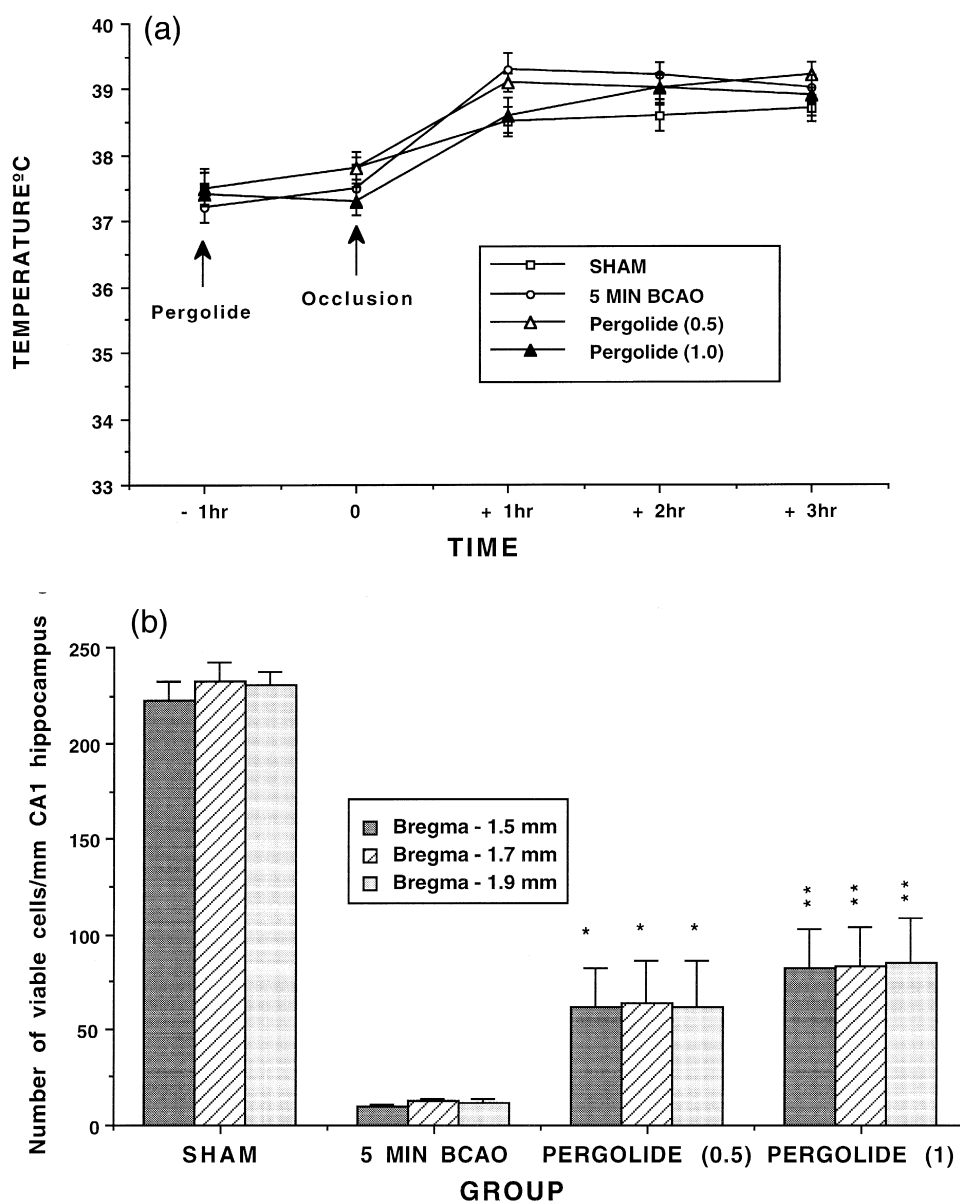 (a)
40
39
38
37
36
35
34
33
TEMPERATUREºC
Pergolide
Occlusion
SHAM
5 MIN BCAO
Pergolide (0.5)
Pergolide (1.0)
- 1hr 0 + 1hr + 2hr + 3hr
TIME
(b)
250
200
150
100
50
0
Number of viable cells/mm CA1 hippocampus
Bregma - 1.5 mm
Bregma - 1.7 mm
Bregma - 1.9 mm
* * * ** ** **
SHAM 5 MIN BCAO PERGOLIDE (0.5) PERGOLIDE (1)
GROUP